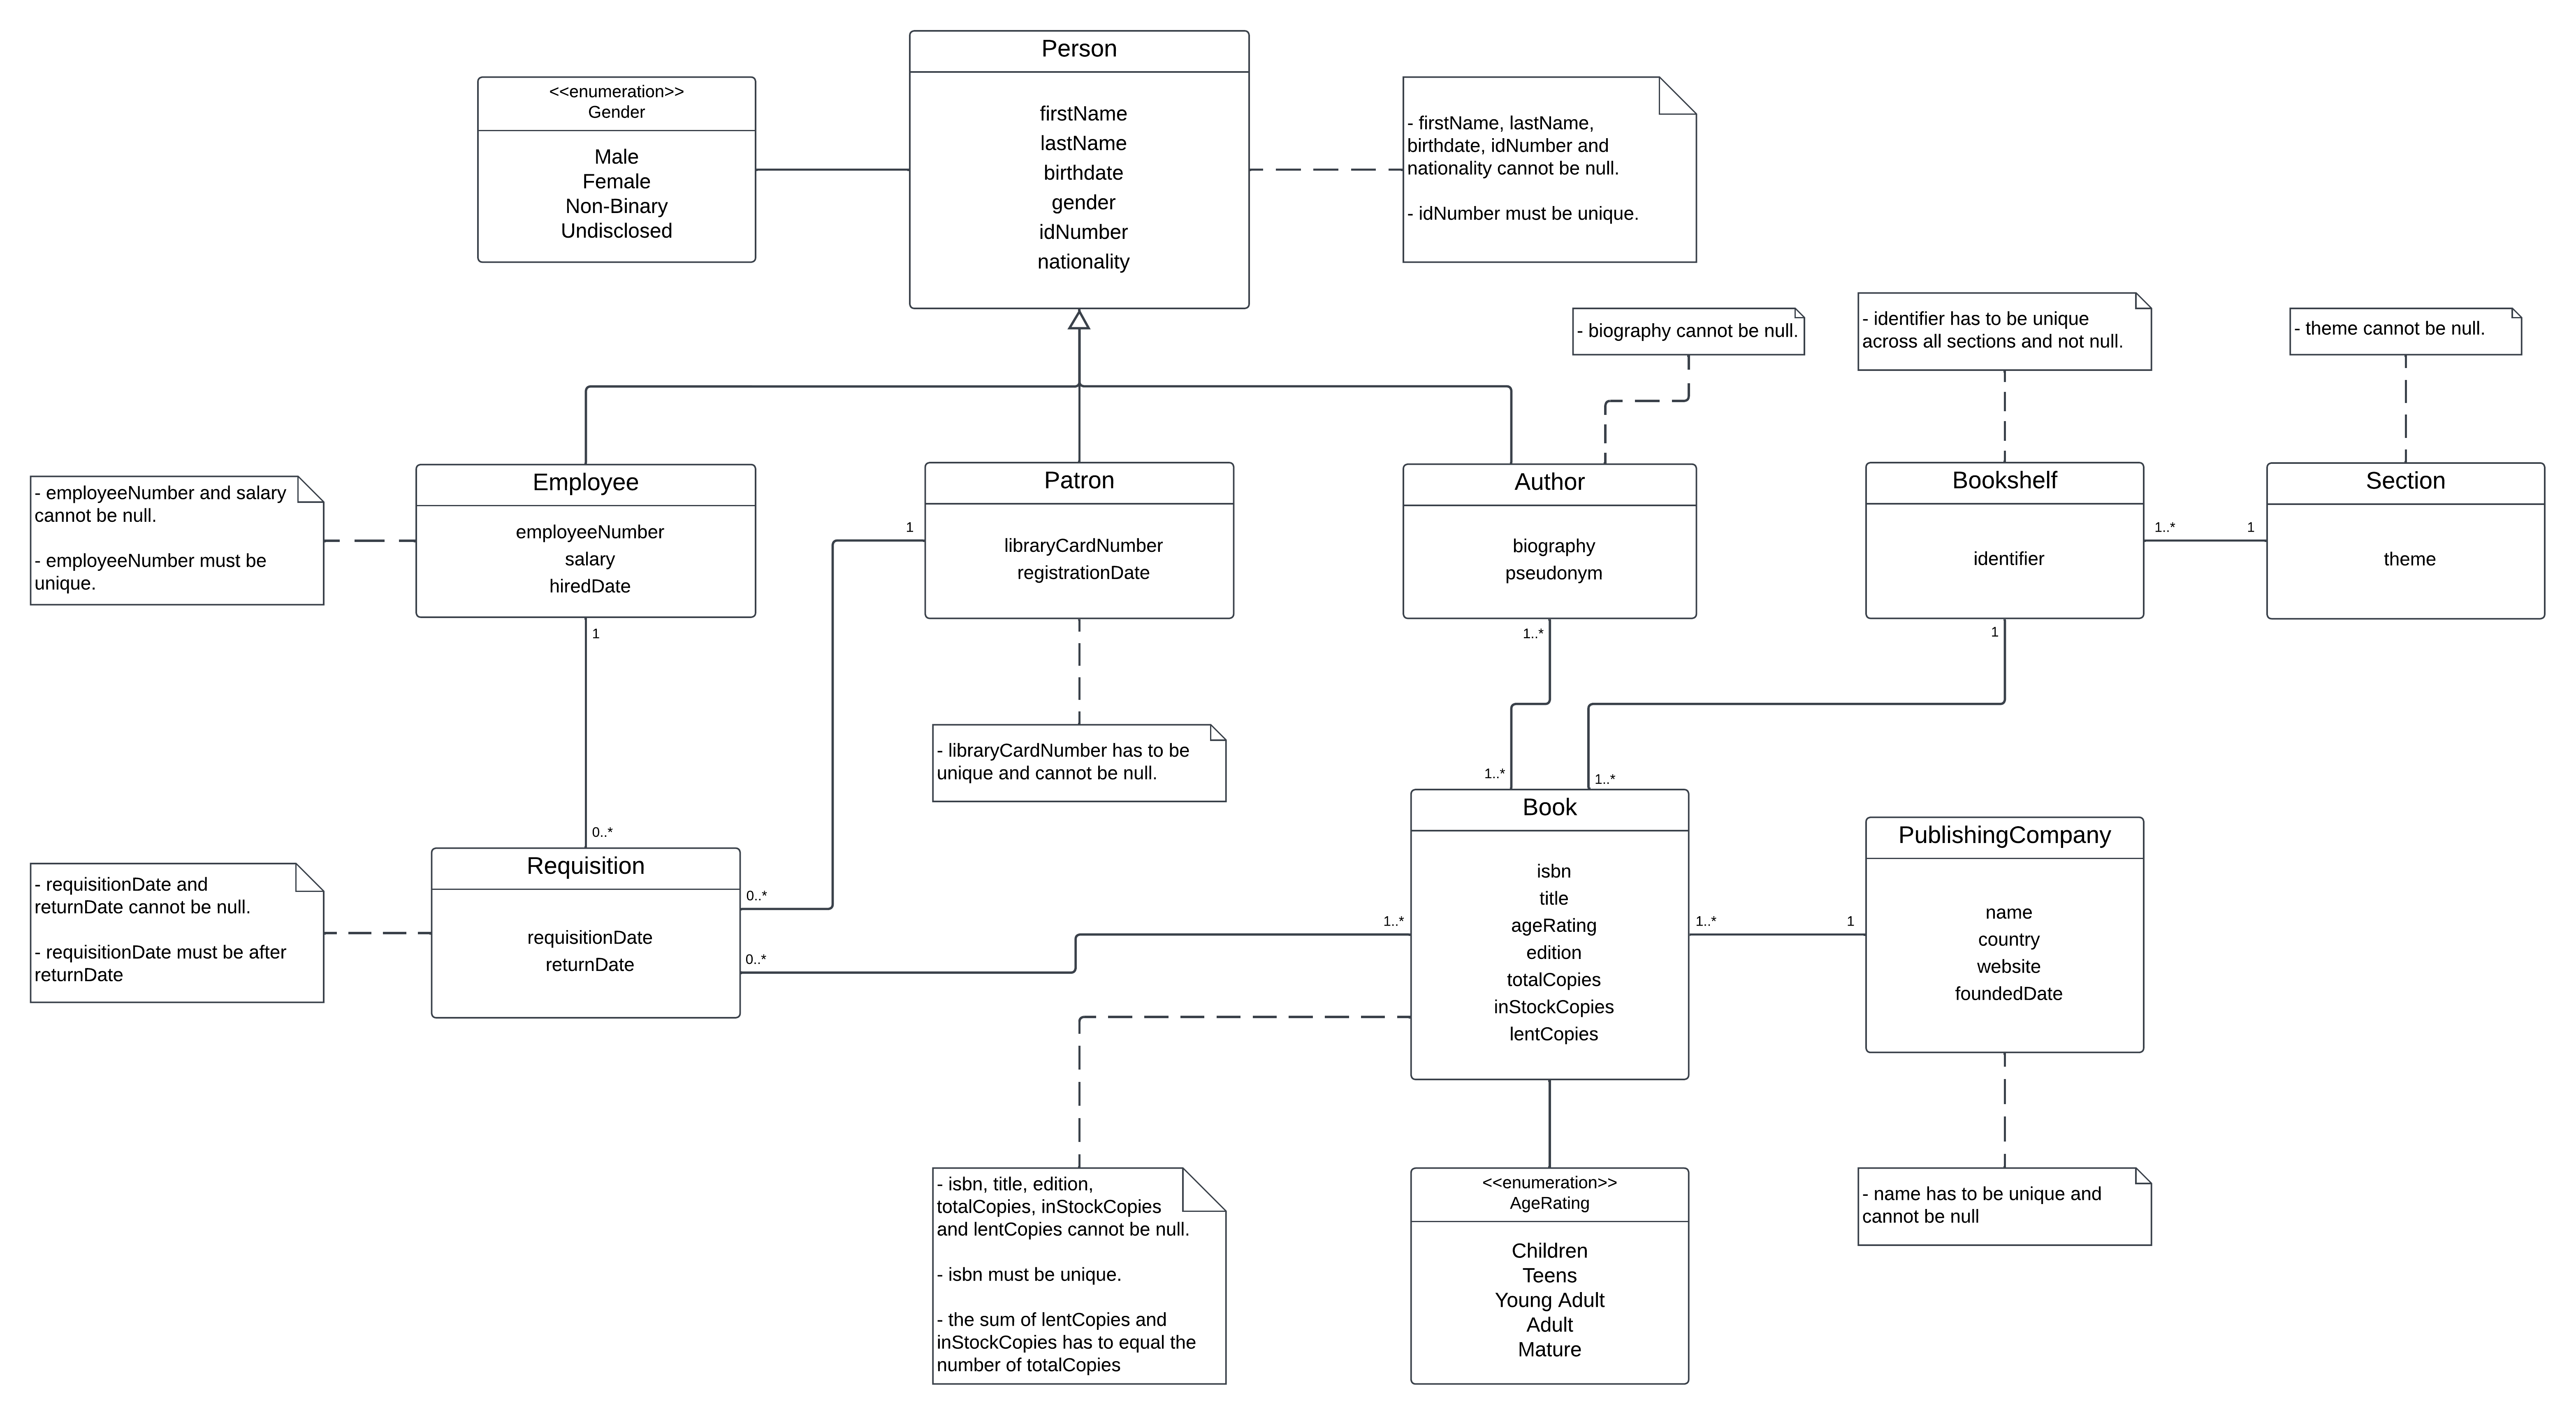 Person
firstName
lastName
birthdate
gender
idNumber
nationality
<<enumeration>>
Gender
Male
Female
Non-Binary
Undisclosed
- firstName, lastName,
birthdate, idNumber and
nationality cannot be null.
- idNumber must be unique.
- biography cannot be null.
- identifier has to be unique
across all sections and not null.
- theme cannot be null.
- employeeNumber and salary
cannot be null.
- employeeNumber must be
unique.
Employee
employeeNumber
salary
hiredDate
Patron
libraryCardNumber
registrationDate
Author
biography
pseudonym
Bookshelf
identifier
Section
theme
1
1..*
1
1
1..*
1
- libraryCardNumber has to be
unique and cannot be null.
1..*
1..*
0..*
- requisitionDate and
returnDate cannot be null.
- requisitionDate must be after
returnDate
Requisition
requisitionDate
returnDate
0..*
0..*
1..*
Book
isbn
title
ageRating
edition
totalCopies
inStockCopies
lentCopies
1..*
1
PublishingCompany
name
country
website
foundedDate
- isbn, title, edition,
totalCopies, inStockCopies
and lentCopies cannot be null.
- isbn must be unique.
- the sum of lentCopies and
inStockCopies has to equal the
number of totalCopies
<<enumeration>>
AgeRating
Children
Teens
Young Adult
Adult
Mature
- name has to be unique and
cannot be null